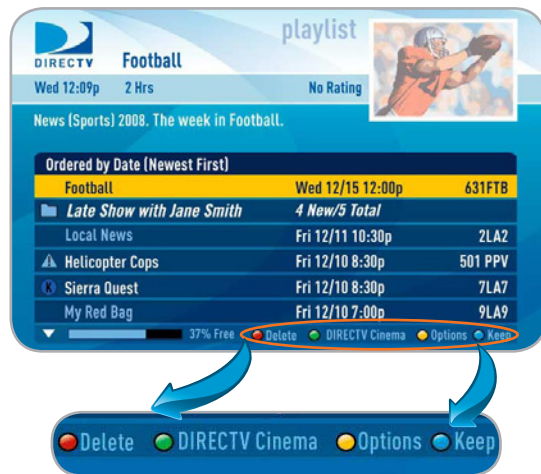 playlist
DIRECTV Football
Wed 12:09p 2 Hrs No Rating
News (Sports) 2008. The week in Football.
Ordered by Date (Newest First)
Football Wed 12/15 12:00p 631FTB
Late Show with Jane Smith 4 New/5 Total
Local News Fri 12/11 10:30p 2LA2
Helicopter Cops Fri 12/10 8:30p 501 PPV
K Sierra Quest Fri 12/10 8:30p 7LA7
My Red Bag Fri 12/10 7:00p 9LA9
37% Free Delete DIRECTV Cinema Options Keep
Delete DIRECTV Cinema Options Keep